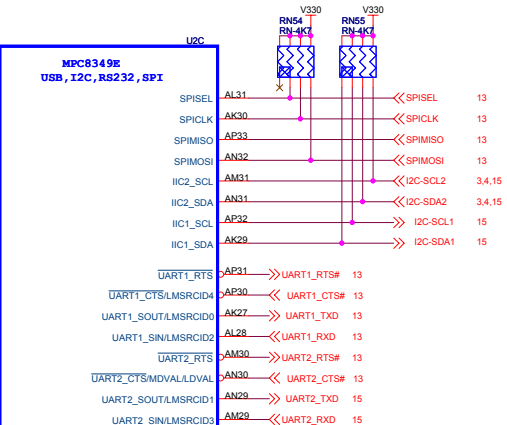 V330 V330
RN54 RN55
RN-4K7 RN-4K7
U2C
MPC8349E
USB,I2C,RS232,SPI
SPISEL AL31 SPISEL 13
SPICLK AK30 SPICLK 13
SPIMISO AP33 SPIMISO 13
SPIMOSI AN32 SPIMOSI 13
IIC2_SCL AM31 I2C-SCL2 3,4,15
IIC2_SDA AN31 I2C-SDA2 3,4,15
IIC1_SCL AP32 I2C-SCL1 15
IIC1_SDA AK29 I2C-SDA1 15
UART1_RTS AP31 UART1_RTS# 13
UART1_CTS/LMSRCID4 AP30 UART1_CTS# 13
UART1_SOUT/LMSRCID0 AK27 UART1_TXD 13
UART1_SIN/LMSRCID2 AL28 UART1_RXD 13
UART2_RTS AM30 UART2_RTS# 13
UART2_CTS/MDVAL/LDVAL AN30 UART2_CTS# 13
UART2_SOUT/LMSRCID1 AN29 UART2_TXD 15
UART2_SIN/LMSRCID3 AM29 UART2_RXD 15